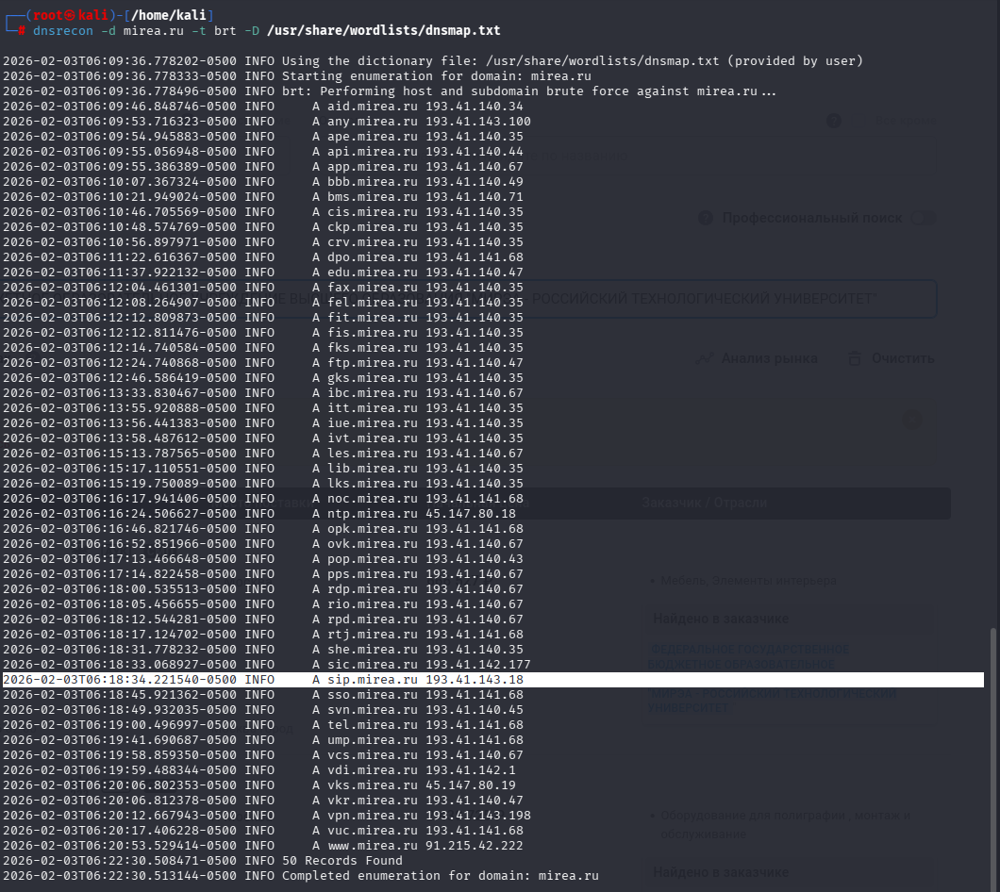 ┌──(root㉿kali)-[/home/kali]
└─# dnsrecon -d mirea.ru -t brt -D /usr/share/wordlists/dnsmap.txt
2026-02-03T06:09:36.778202-0500 INFO Using the dictionary file: /usr/share/wordlists/dnsmap.txt (provided by user)
2026-02-03T06:09:36.778333-0500 INFO Starting enumeration for domain: mirea.ru
2026-02-03T06:09:36.778496-0500 INFO brt: Performing host and subdomain brute force against mirea.ru...
2026-02-03T06:09:46.848746-0500 INFO A aid.mirea.ru 193.41.140.34
2026-02-03T06:09:53.716323-0500 INFO A any.mirea.ru 193.41.143.100
2026-02-03T06:09:54.945883-0500 INFO A ape.mirea.ru 193.41.140.35
2026-02-03T06:09:55.056948-0500 INFO A api.mirea.ru 193.41.140.44
2026-02-03T06:09:55.386389-0500 INFO A app.mirea.ru 193.41.140.67
2026-02-03T06:10:07.367324-0500 INFO A bbb.mirea.ru 193.41.140.49
2026-02-03T06:10:21.949024-0500 INFO A bms.mirea.ru 193.41.140.71
2026-02-03T06:10:46.705569-0500 INFO A cis.mirea.ru 193.41.140.35
2026-02-03T06:10:48.574769-0500 INFO A ckp.mirea.ru 193.41.140.35
Профессиональный поиск
2026-02-03T06:10:56.897971-0500 INFO A crv.mirea.ru 193.41.140.35
2026-02-03T06:11:22.616367-0500 INFO A dpo.mirea.ru 193.41.141.68
2026-02-03T06:11:37.922132-0500 INFO A edu.mirea.ru 193.41.140.47
2026-02-03T06:12:04.461301-0500 INFO A fax.mirea.ru 193.41.140.35
2026-02-03T06:12:08.264907-0500 INFO A fel.mirea.ru 193.41.140.35
РОССИЙСКИЙ ТЕХНОЛОГИЧЕСКИЙ УНИВЕРСИТЕТ"
2026-02-03T06:12:12.809873-0500 INFO A fit.mirea.ru 193.41.140.35
2026-02-03T06:12:12.811476-0500 INFO A fis.mirea.ru 193.41.140.35
2026-02-03T06:12:14.740584-0500 INFO A fks.mirea.ru 193.41.140.35
2026-02-03T06:12:24.740868-0500 INFO A ftp.mirea.ru 193.41.140.47
Анализ рынка Очистить
2026-02-03T06:12:46.586419-0500 INFO A gks.mirea.ru 193.41.140.35
2026-02-03T06:13:33.830467-0500 INFO A ibc.mirea.ru 193.41.140.67
2026-02-03T06:13:55.920888-0500 INFO A itt.mirea.ru 193.41.140.35
2026-02-03T06:13:56.441383-0500 INFO A iue.mirea.ru 193.41.140.35
2026-02-03T06:13:58.487612-0500 INFO A ivt.mirea.ru 193.41.140.35
2026-02-03T06:15:13.787565-0500 INFO A les.mirea.ru 193.41.140.67
2026-02-03T06:15:17.110551-0500 INFO A lib.mirea.ru 193.41.140.35
2026-02-03T06:15:19.750089-0500 INFO A lks.mirea.ru 193.41.140.35
2026-02-03T06:16:17.941406-0500 INFO A noc.mirea.ru 193.41.141.68
Заказчик / Отрасли
2026-02-03T06:16:24.506627-0500 INFO A ntp.mirea.ru 45.147.80.18
2026-02-03T06:16:46.821746-0500 INFO A opk.mirea.ru 193.41.141.68
2026-02-03T06:16:52.851966-0500 INFO A ovk.mirea.ru 193.41.140.67
2026-02-03T06:17:13.466648-0500 INFO A pop.mirea.ru 193.41.140.43
2026-02-03T06:17:14.822458-0500 INFO A pps.mirea.ru 193.41.140.67
• Мебель, Элементы интерьера
2026-02-03T06:18:00.535513-0500 INFO A rdp.mirea.ru 193.41.140.67
2026-02-03T06:18:05.456655-0500 INFO A rio.mirea.ru 193.41.140.67
2026-02-03T06:18:12.544281-0500 INFO A rpd.mirea.ru 193.41.140.67
Найдено в заказчике
2026-02-03T06:18:17.124702-0500 INFO A rtj.mirea.ru 193.41.141.68
2026-02-03T06:18:31.778232-0500 INFO A she.mirea.ru 193.41.140.35
ФЕДЕРАЛЬНОЕ ГОСУДАРСТВЕННОЕ
2026-02-03T06:18:33.068927-0500 INFO A sic.mirea.ru 193.41.142.177
БЮДЖЕТНОЕ ОБРАЗОВАТЕЛЬНОЕ
2026-02-03T06:18:34.221540-0500 INFO A sip.mirea.ru 193.41.143.18
2026-02-03T06:18:45.921362-0500 INFO A sso.mirea.ru 193.41.141.68
РОССИЙСКИЙ ТЕХНОЛОГИЧЕСКИЙ
2026-02-03T06:18:49.932035-0500 INFO A svn.mirea.ru 193.41.140.45
УНИВЕРСИТЕТ"
2026-02-03T06:19:00.496997-0500 INFO A tel.mirea.ru 193.41.141.68
2026-02-03T06:19:41.690687-0500 INFO A ump.mirea.ru 193.41.141.68
2026-02-03T06:19:58.859350-0500 INFO A vcs.mirea.ru 193.41.140.67
2026-02-03T06:19:59.488344-0500 INFO A vdi.mirea.ru 193.41.142.1
2026-02-03T06:20:06.802353-0500 INFO A vks.mirea.ru 45.147.80.19
2026-02-03T06:20:06.812378-0500 INFO A vkr.mirea.ru 193.41.140.47
2026-02-03T06:20:12.667943-0500 INFO A vpn.mirea.ru 193.41.143.198
• Оборудование для полиграфии - монтаж и
2026-02-03T06:20:17.406228-0500 INFO A vuc.mirea.ru 193.41.141.68
обслуживание
2026-02-03T06:20:53.529414-0500 INFO A www.mirea.ru 91.215.42.222
2026-02-03T06:22:30.508471-0500 INFO 50 Records Found
Найдено в заказчике
2026-02-03T06:22:30.513144-0500 INFO Completed enumeration for domain: mirea.ru